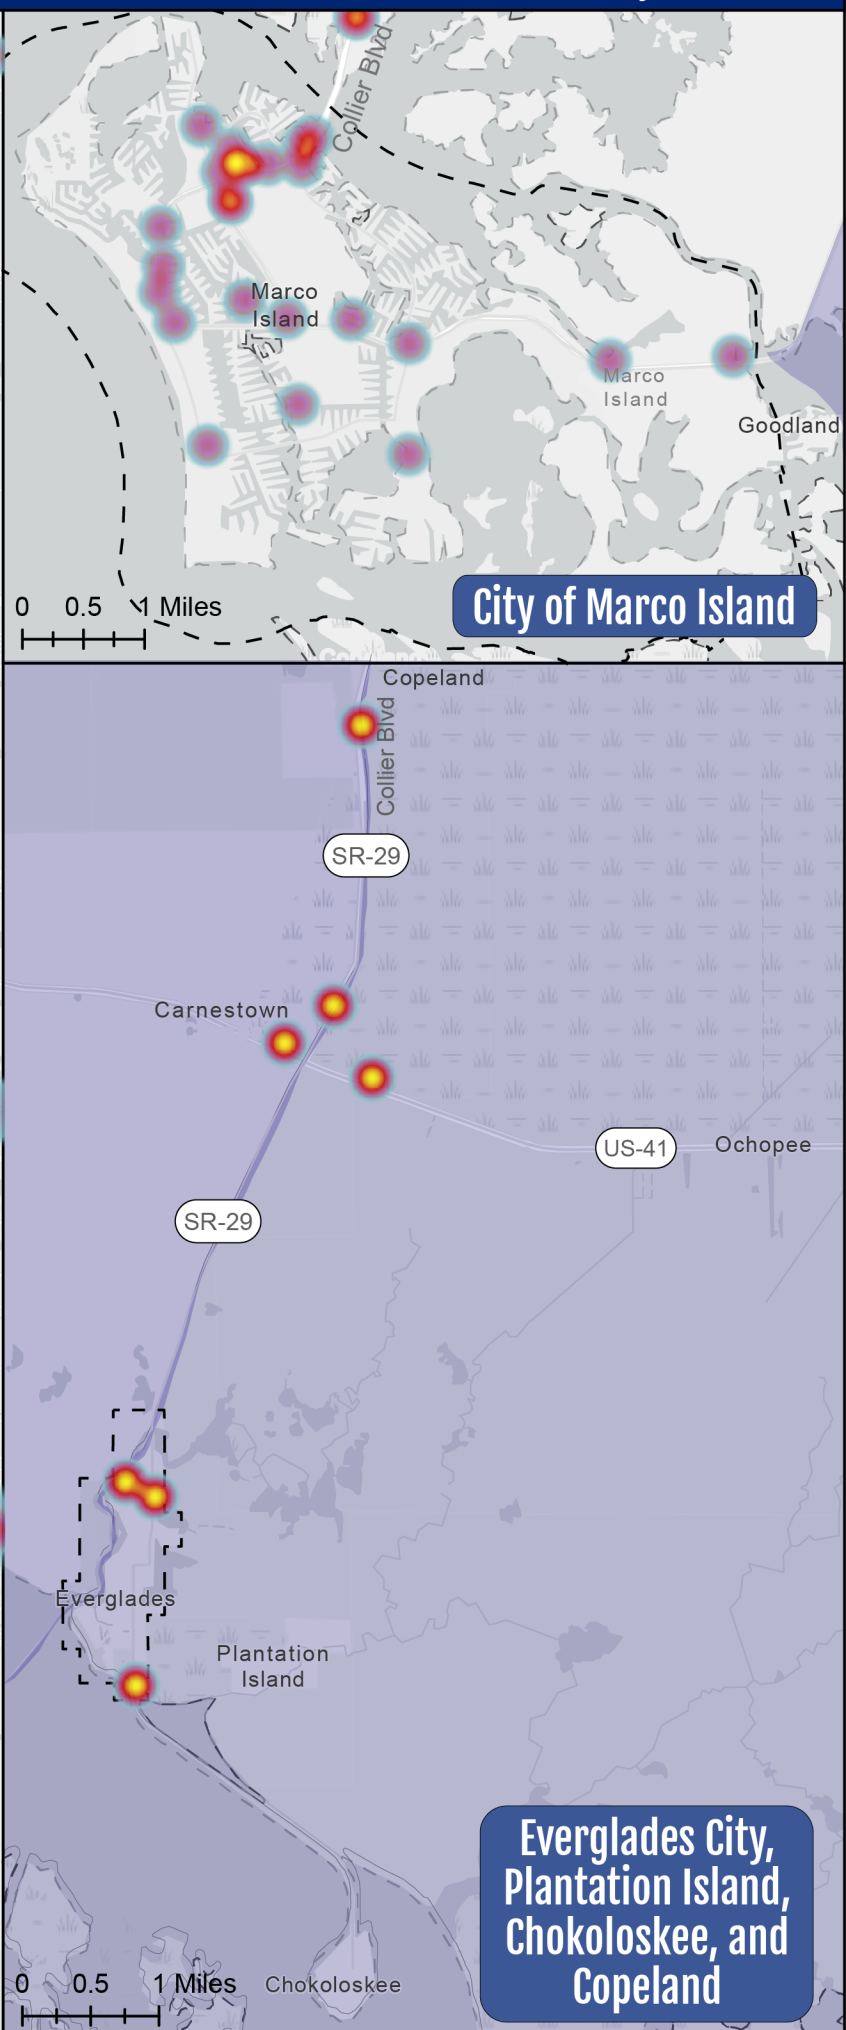 Collier Blvd
Marco
Island
Marco
Island
Goodland
0 0.5 1 Miles
City of Marco Island
Copeland
Collier Blvd
SR-29
Carnestown
US-41
Ochopee
SR-29
Everglades
Plantation
Island
Everglades City,
Plantation Island,
Chokoloskee, and
Copeland
0 0.5 1 Miles
Chokoloskee